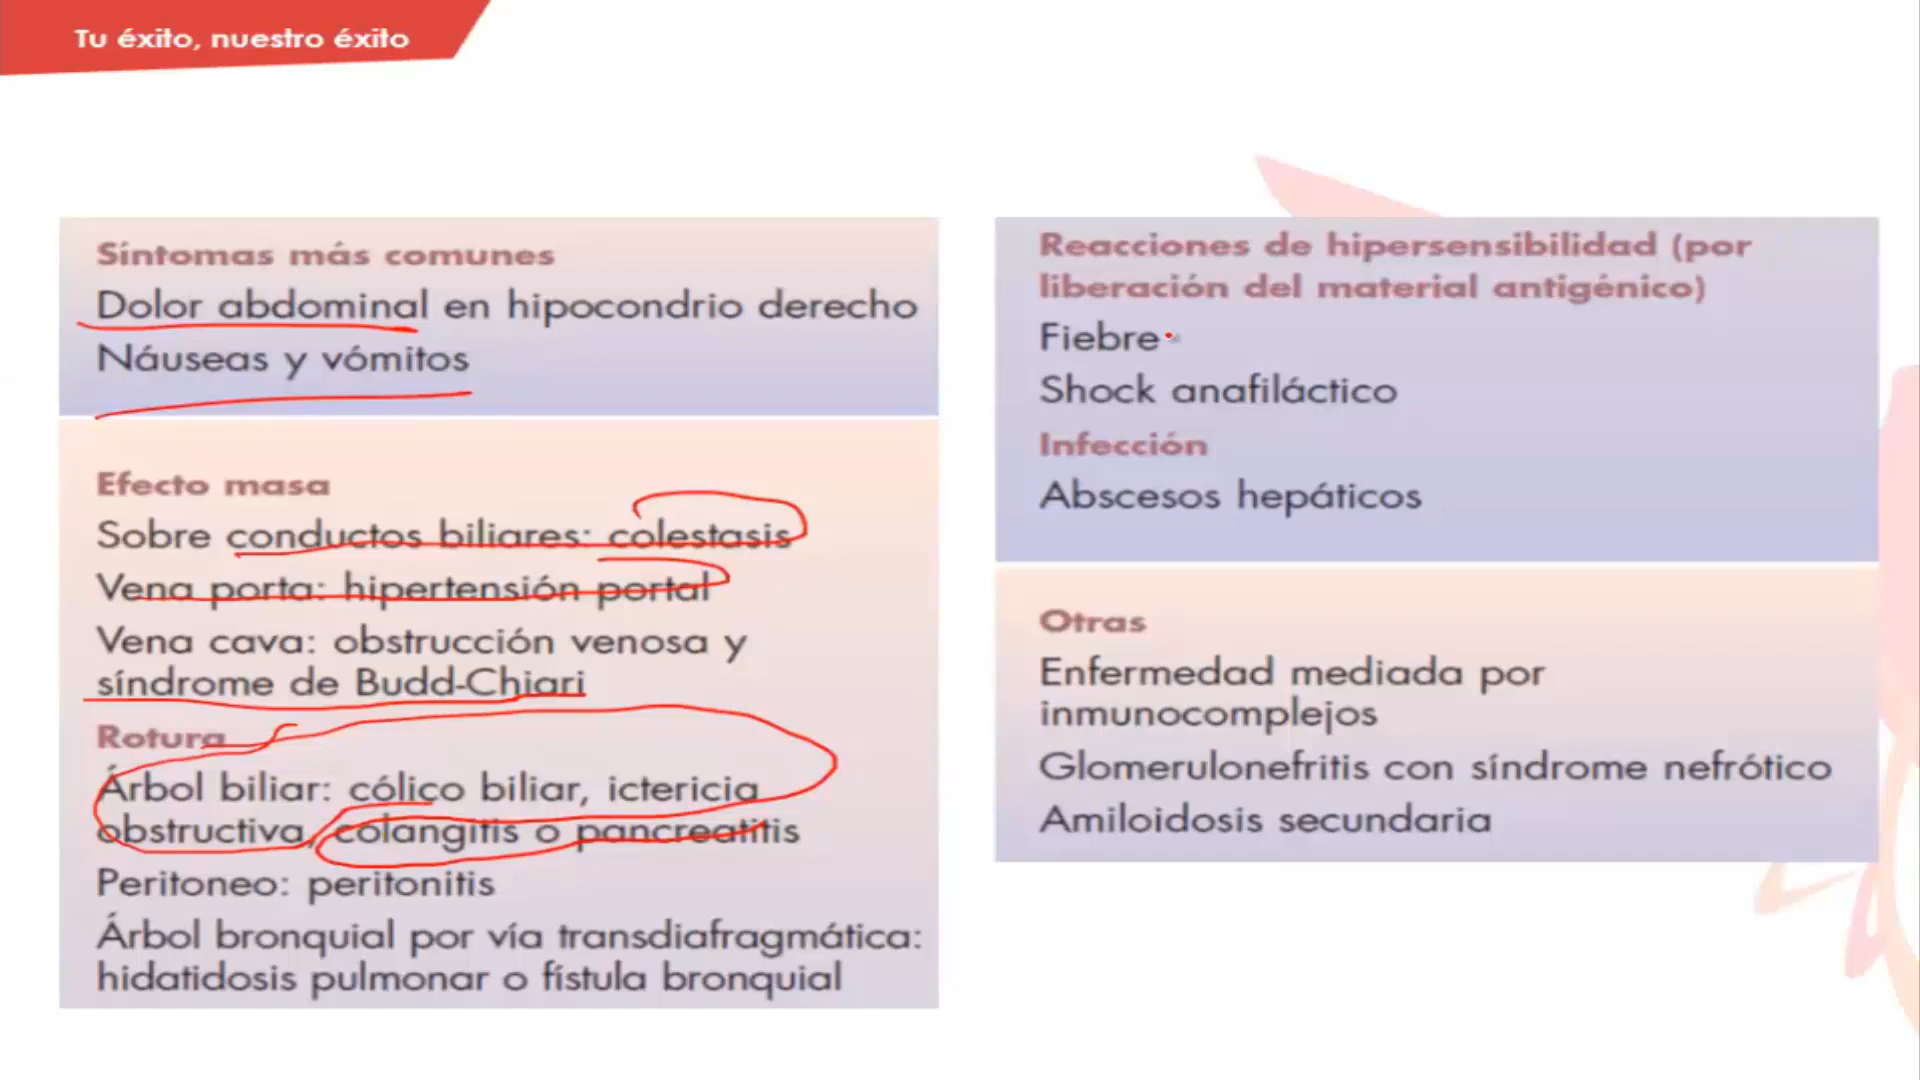 Tu éxito, nuestro éxito
Síntomas más comunes
Dolor abdominal en hipocondrio derecho
Náuseas y vómitos
Efecto masa
Sobre conductos biliares: colestasis
Vena porta: hipertensión portal
Vena cava: obstrucción venosa y
síndrome de Budd-Chiari
Rotura
Árbol biliar: cólico biliar, ictericia
obstructiva, colangitis o pancreatitis
Peritoneo: peritonitis
Árbol bronquial por vía transdiafragmática:
hidatidosis pulmonar o fístula bronquial
Reacciones de hipersensibilidad (por
liberación del material antigénico)
Fiebre
Shock anafiláctico
Infección
Abscesos hepáticos
Otras
Enfermedad mediada por
inmunocomplejos
Glomerulonefritis con síndrome nefrótico
Amiloidosis secundaria